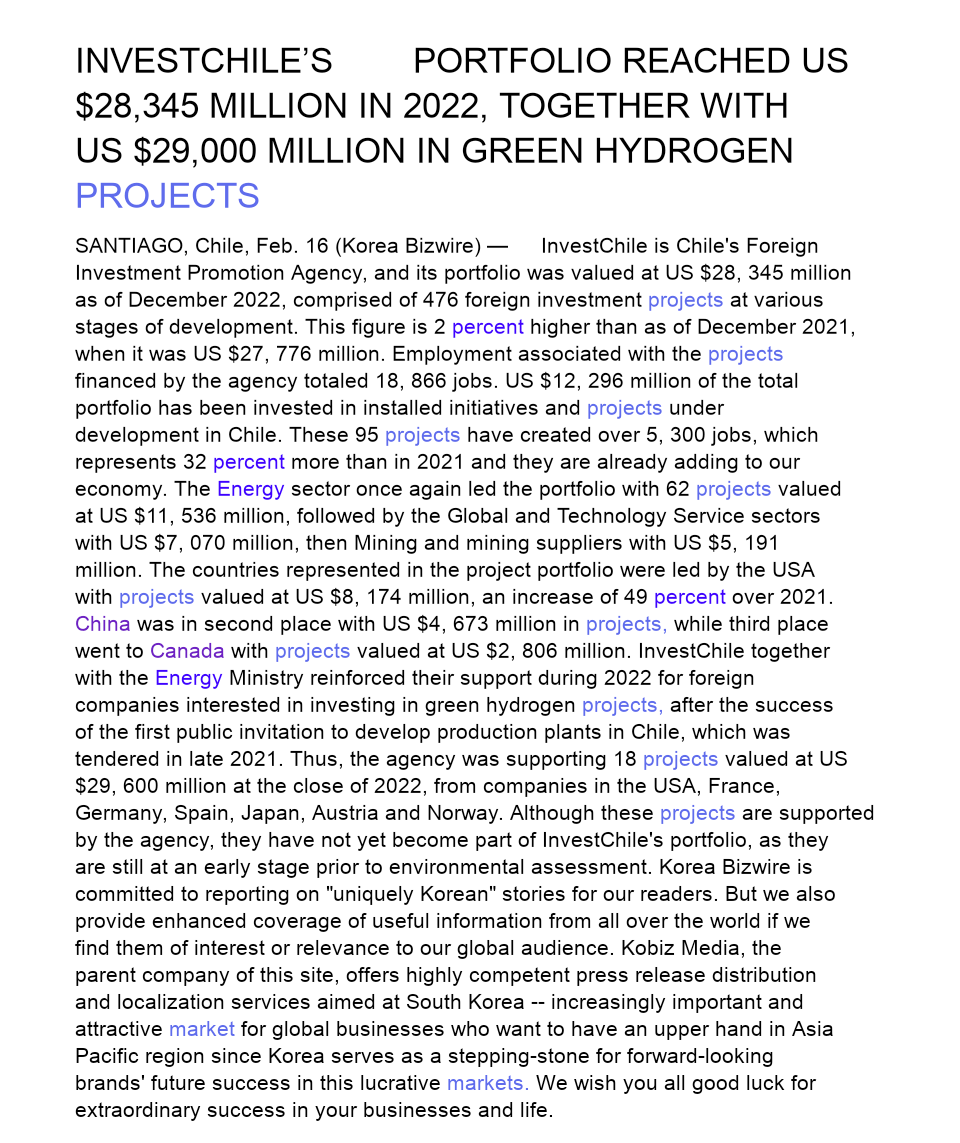 INVESTCHILE’S PORTFOLIO REACHED US
$28,345 MILLION IN 2022, TOGETHER WITH
US $29,000 MILLION IN GREEN HYDROGEN
PROJECTS
SANTIAGO, Chile, Feb. 16 (Korea Bizwire) — InvestChile is Chile's Foreign
Investment Promotion Agency, and its portfolio was valued at US $28, 345 million
as of December 2022, comprised of 476 foreign investment projects at various
stages of development. This figure is 2 percent higher than as of December 2021,
when it was US $27, 776 million. Employment associated with the projects
financed by the agency totaled 18, 866 jobs. US $12, 296 million of the total
portfolio has been invested in installed initiatives and projects under
development in Chile. These 95 projects have created over 5, 300 jobs, which
represents 32 percent more than in 2021 and they are already adding to our
economy. The Energy sector once again led the portfolio with 62 projects valued
at US $11, 536 million, followed by the Global and Technology Service sectors
with US $7, 070 million, then Mining and mining suppliers with US $5, 191
million. The countries represented in the project portfolio were led by the USA
with projects valued at US $8, 174 million, an increase of 49 percent over 2021.
China was in second place with US $4, 673 million in projects, while third place
went to Canada with projects valued at US $2, 806 million. InvestChile together
with the Energy Ministry reinforced their support during 2022 for foreign
companies interested in investing in green hydrogen projects, after the success
of the first public invitation to develop production plants in Chile, which was
tendered in late 2021. Thus, the agency was supporting 18 projects valued at US
$29, 600 million at the close of 2022, from companies in the USA, France,
Germany, Spain, Japan, Austria and Norway. Although these projects are supported
by the agency, they have not yet become part of InvestChile's portfolio, as they
are still at an early stage prior to environmental assessment. Korea Bizwire is
committed to reporting on "uniquely Korean" stories for our readers. But we also
provide enhanced coverage of useful information from all over the world if we
find them of interest or relevance to our global audience. Kobiz Media, the
parent company of this site, offers highly competent press release distribution
and localization services aimed at South Korea -- increasingly important and
attractive market for global businesses who want to have an upper hand in Asia
Pacific region since Korea serves as a stepping-stone for forward-looking
brands' future success in this lucrative markets. We wish you all good luck for
extraordinary success in your businesses and life.